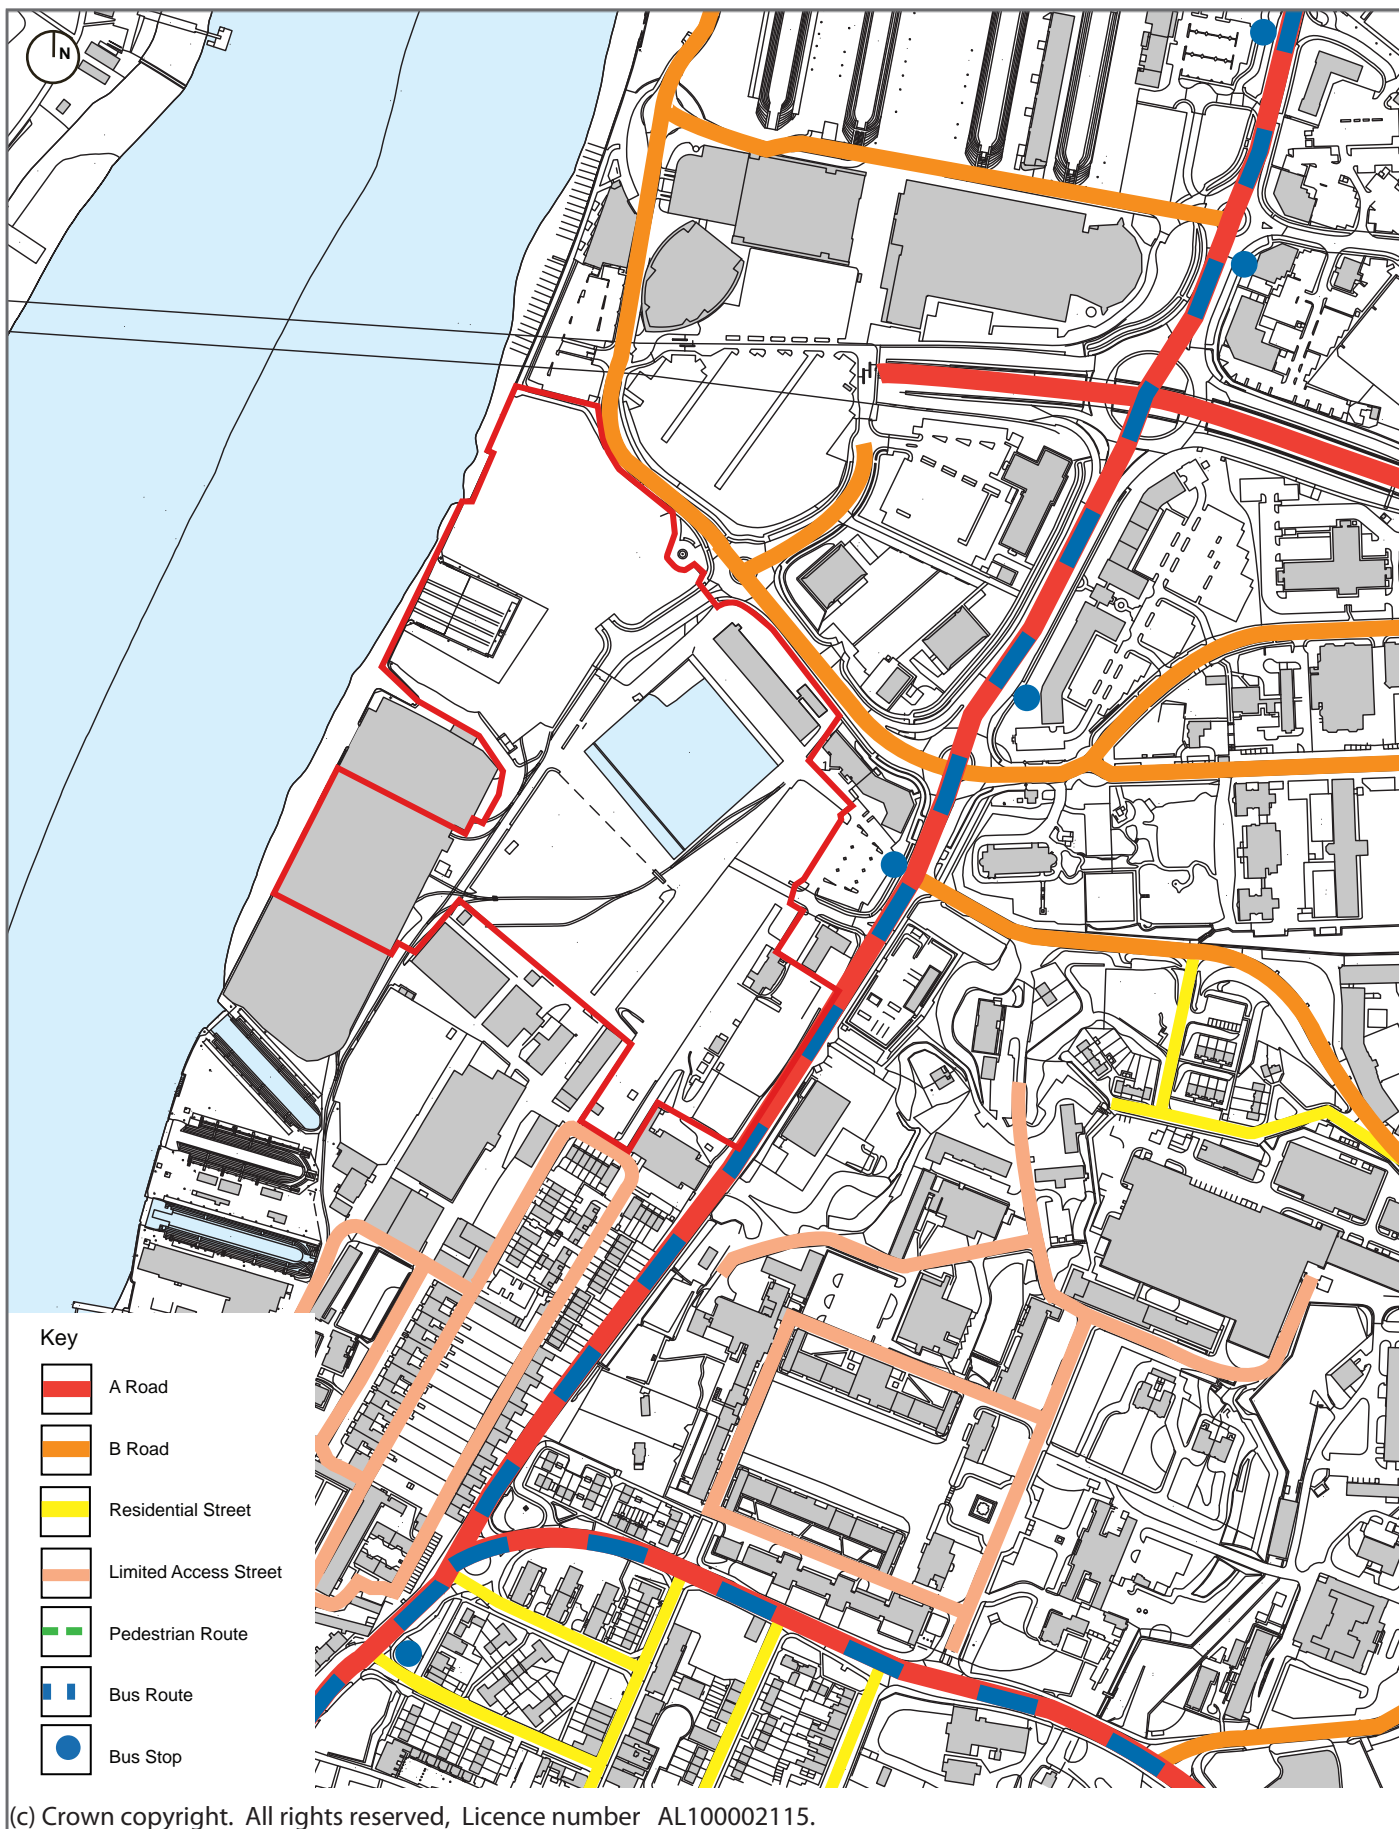 N
Key
A Road
B Road
Residential Street
Limited Access Street
Pedestrian Route
Bus Route
Bus Stop
(c) Crown copyright. All rights reserved, Licence number AL100002115.